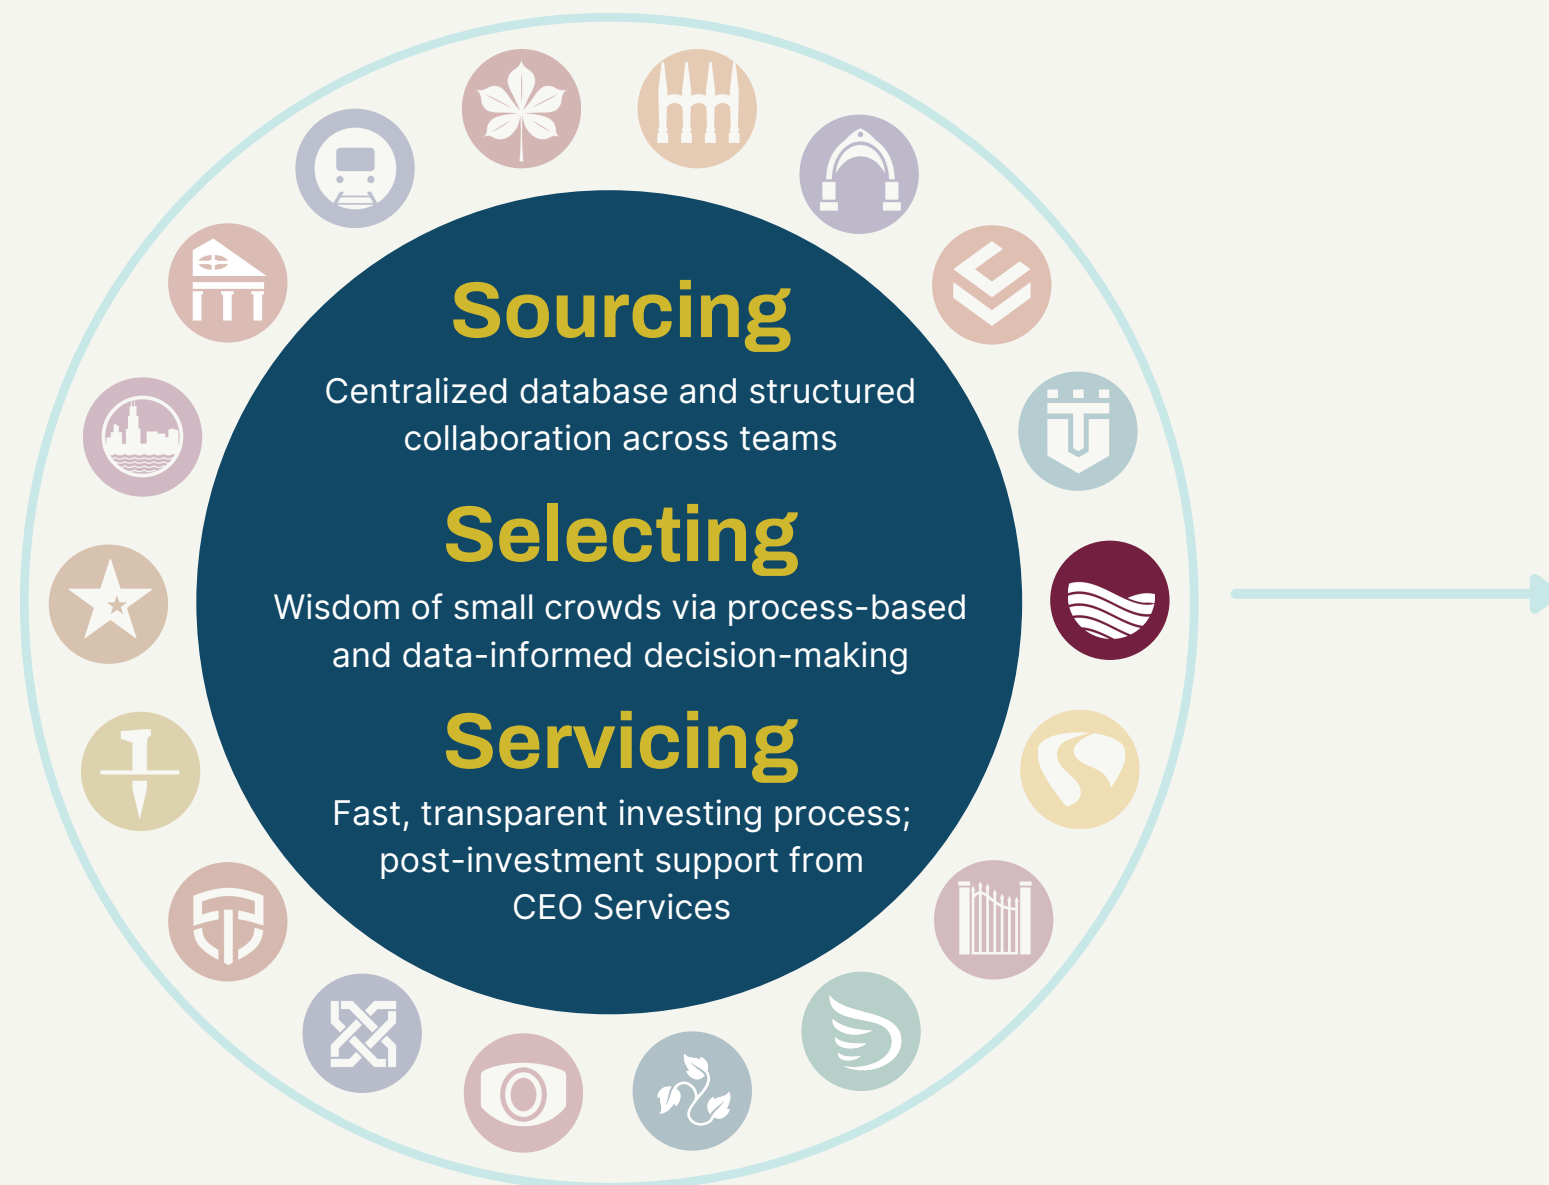 Sourcing
Centralized database and structured
collaboration across teams
Selecting
Wisdom of small crowds via process-based
and data-informed decision-making
Servicing
Fast, transparent investing process;
post-investment support from
CEO Services